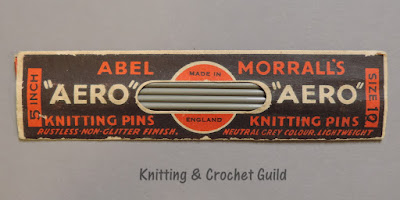 ABEL MORRALL'S
5 INCH
"AERO" "AERO"
MADE IN
ENGLAND
SIZE 10
KNITTING PINS KNITTING PINS
RUSTLESS-NON-GLITTER FINISH, NEUTRAL GREY COLOUR, LIGHTWEIGHT
Knitting & Crochet Guild